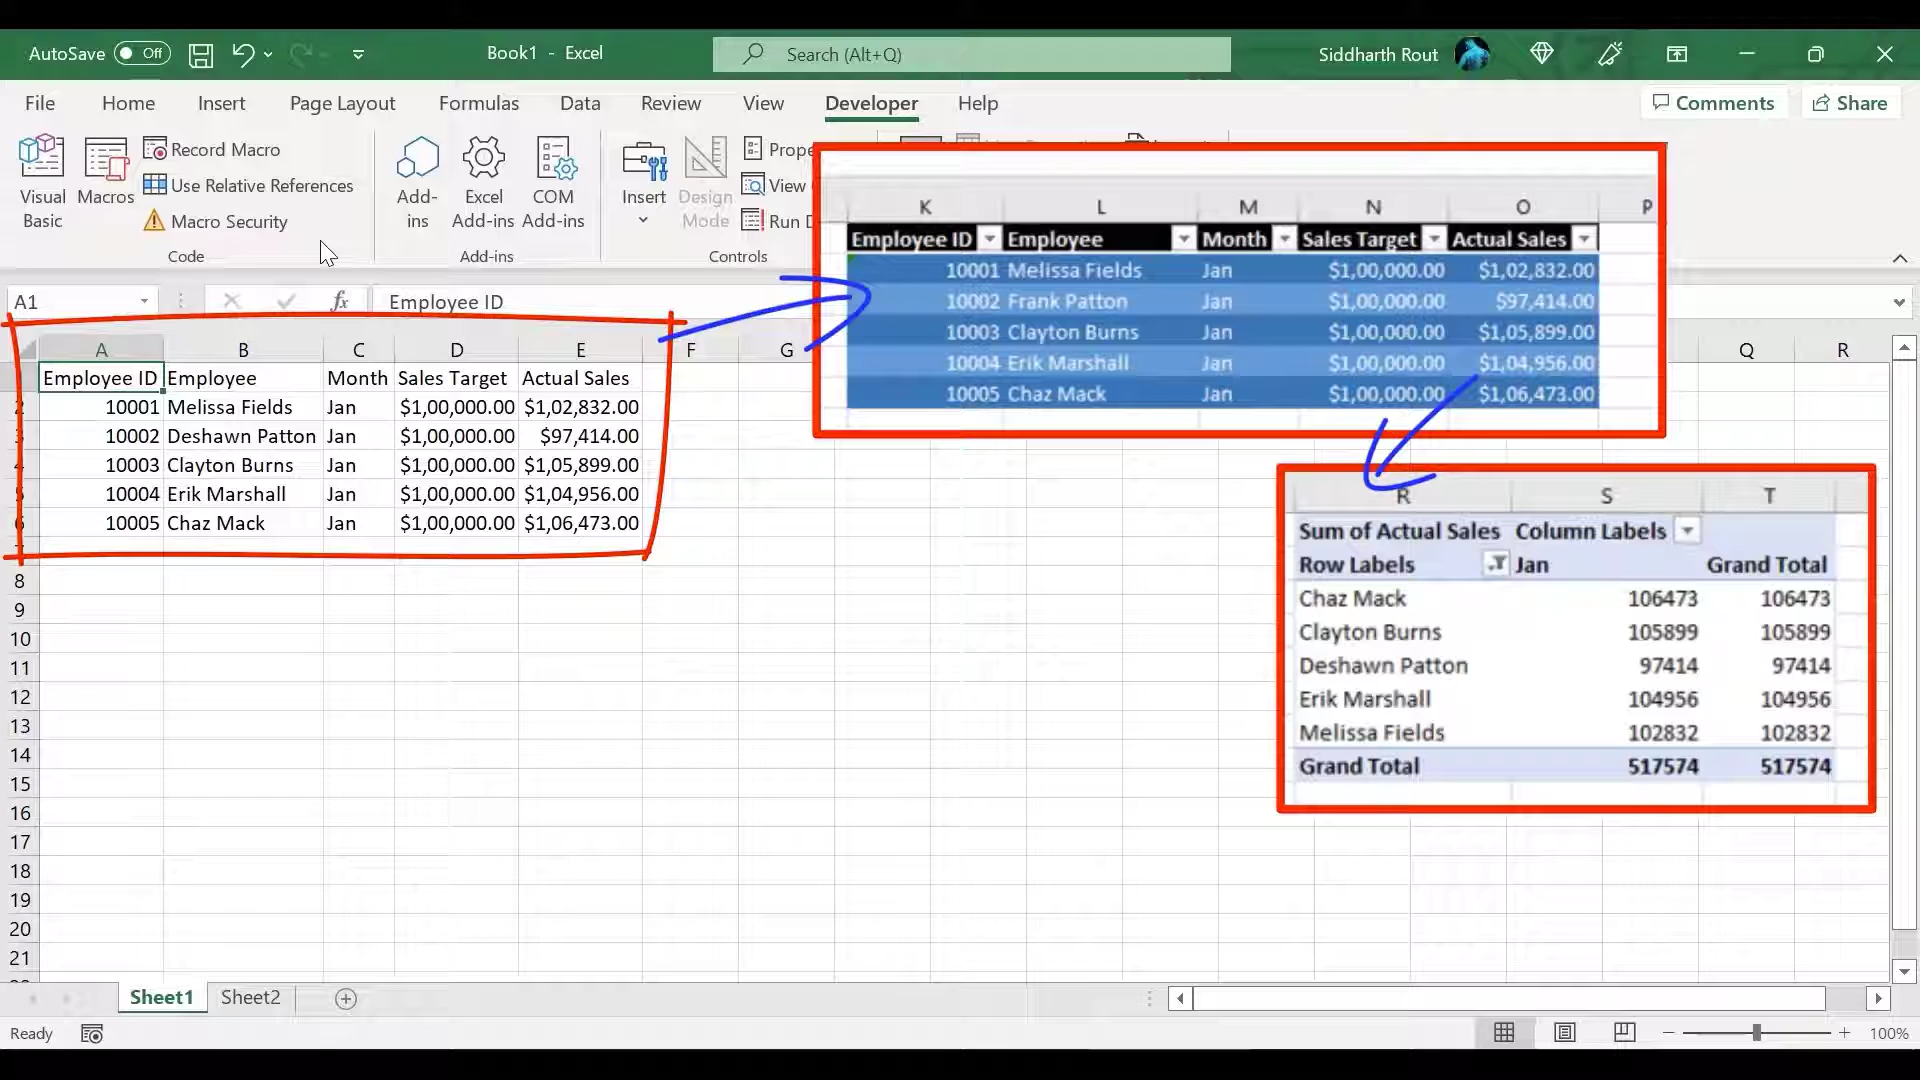 AutoSave Off Book1 - Excel Search (Alt+Q) Siddharth Rout
File Home Insert Page Layout Formulas Data Review View Developer Help Comments Share
Visual Basic
Macros
Record Macro
Use Relative References
Macro Security
Code
Add-ins
Excel Add-ins
COM Add-ins
Add-ins
Insert
Design Mode
View
Run
Controls
A1 fx Employee ID
A B C D E F G Q R
Employee ID Employee Month Sales Target Actual Sales
2 10001 Melissa Fields Jan $1,00,000.00 $1,02,832.00
3 10002 Deshawn Patton Jan $1,00,000.00 $97,414.00
4 10003 Clayton Burns Jan $1,00,000.00 $1,05,899.00
5 10004 Erik Marshall Jan $1,00,000.00 $1,04,956.00
6 10005 Chaz Mack Jan $1,00,000.00 $1,06,473.00
7
8
9
10
11
12
13
14
15
16
17
18
19
20
21
K L M N O P
Employee ID Employee Month Sales Target Actual Sales
10001 Melissa Fields Jan $1,00,000.00 $1,02,832.00
10002 Frank Patton Jan $1,00,000.00 $97,414.00
10003 Clayton Burns Jan $1,00,000.00 $1,05,899.00
10004 Erik Marshall Jan $1,00,000.00 $1,04,956.00
10005 Chaz Mack Jan $1,00,000.00 $1,06,473.00
R S T
Sum of Actual Sales Column Labels
Row Labels Jan Grand Total
Chaz Mack 106473 106473
Clayton Burns 105899 105899
Deshawn Patton 97414 97414
Erik Marshall 104956 104956
Melissa Fields 102832 102832
Grand Total 517574 517574
Sheet1 Sheet2
Ready 100%